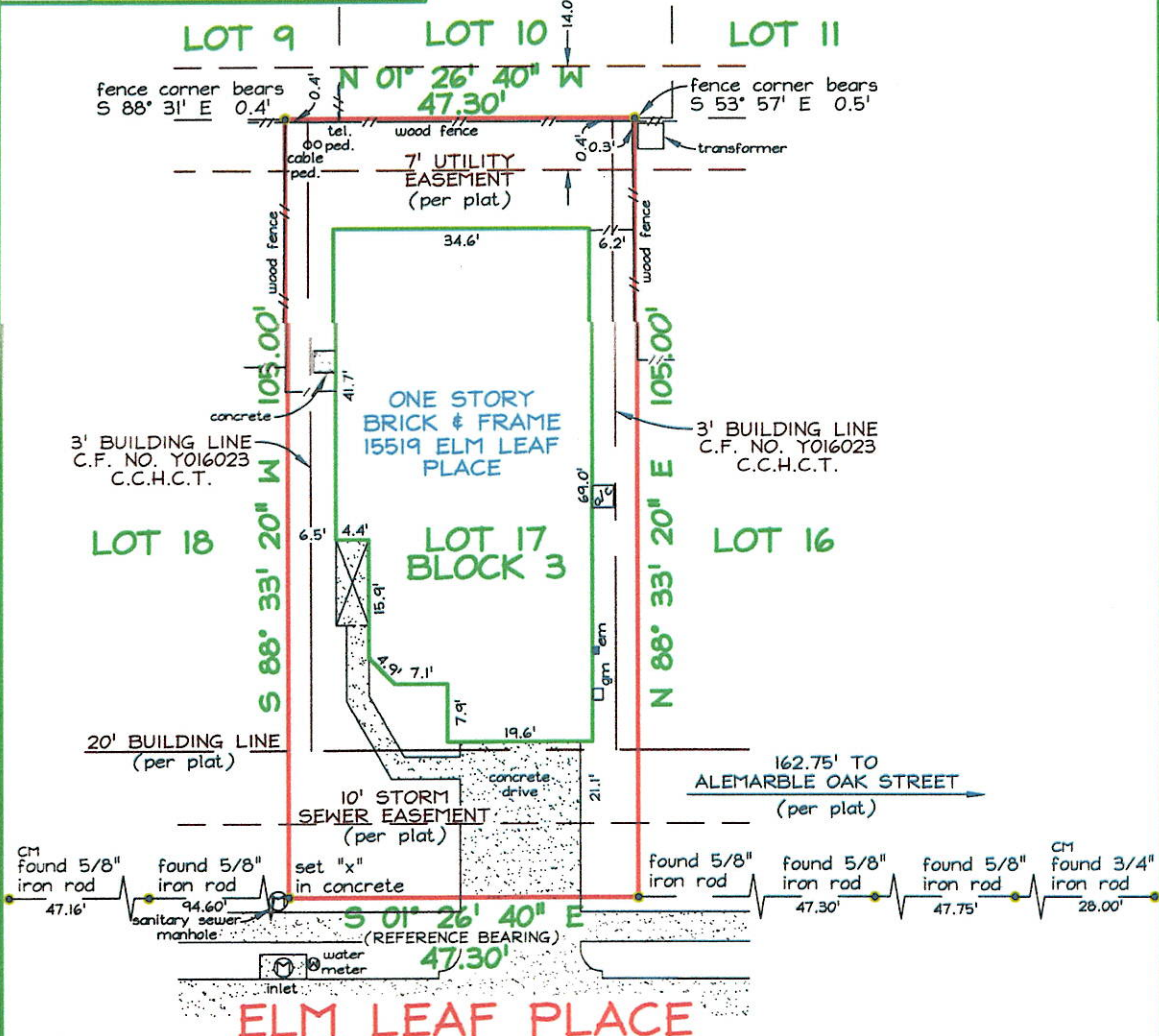 LOT 9
LOT 10
LOT 11
14.0
N 01° 26' 40" W
47.30'
fence corner bears
S 88° 31' E 0.4'
0.4'
fence corner bears
S 53° 57' E 0.5'
tel.
ped.
wood fence
cable
ped.
0.4'
0.3'
transformer
7' UTILITY
EASEMENT
(per plat)
34.6'
6.2'
wood fence
wood fence
S 88° 33' 20" W 105.00'
N 88° 33' 20" E 105.00'
41.7'
concrete
ONE STORY
BRICK & FRAME
15519 ELM LEAF
PLACE
3' BUILDING LINE
C.F. NO. Y016023
C.C.H.C.T.
3' BUILDING LINE
C.F. NO. Y016023
C.C.H.C.T.
69.0'
a/c
LOT 18
6.5'
4.4'
LOT 17
BLOCK 3
LOT 16
15.9'
4.9'
7.1'
7.9'
em
gm
19.6'
20' BUILDING LINE
(per plat)
concrete
drive
21.1'
162.75' TO
ALEMARBLE OAK STREET
(per plat)
10' STORM
SEWER EASEMENT
(per plat)
CM
found 5/8"
iron rod
47.16'
found 5/8"
iron rod
94.60'
set "x"
in concrete
found 5/8"
iron rod
found 5/8"
iron rod
47.30'
found 5/8"
iron rod
47.75'
CM
found 3/4"
iron rod
28.00'
sanitary sewer
manhole
M
S 01° 26' 40" E
(REFERENCE BEARING)
47.30'
M
W
water
meter
inlet
ELM LEAF PLACE